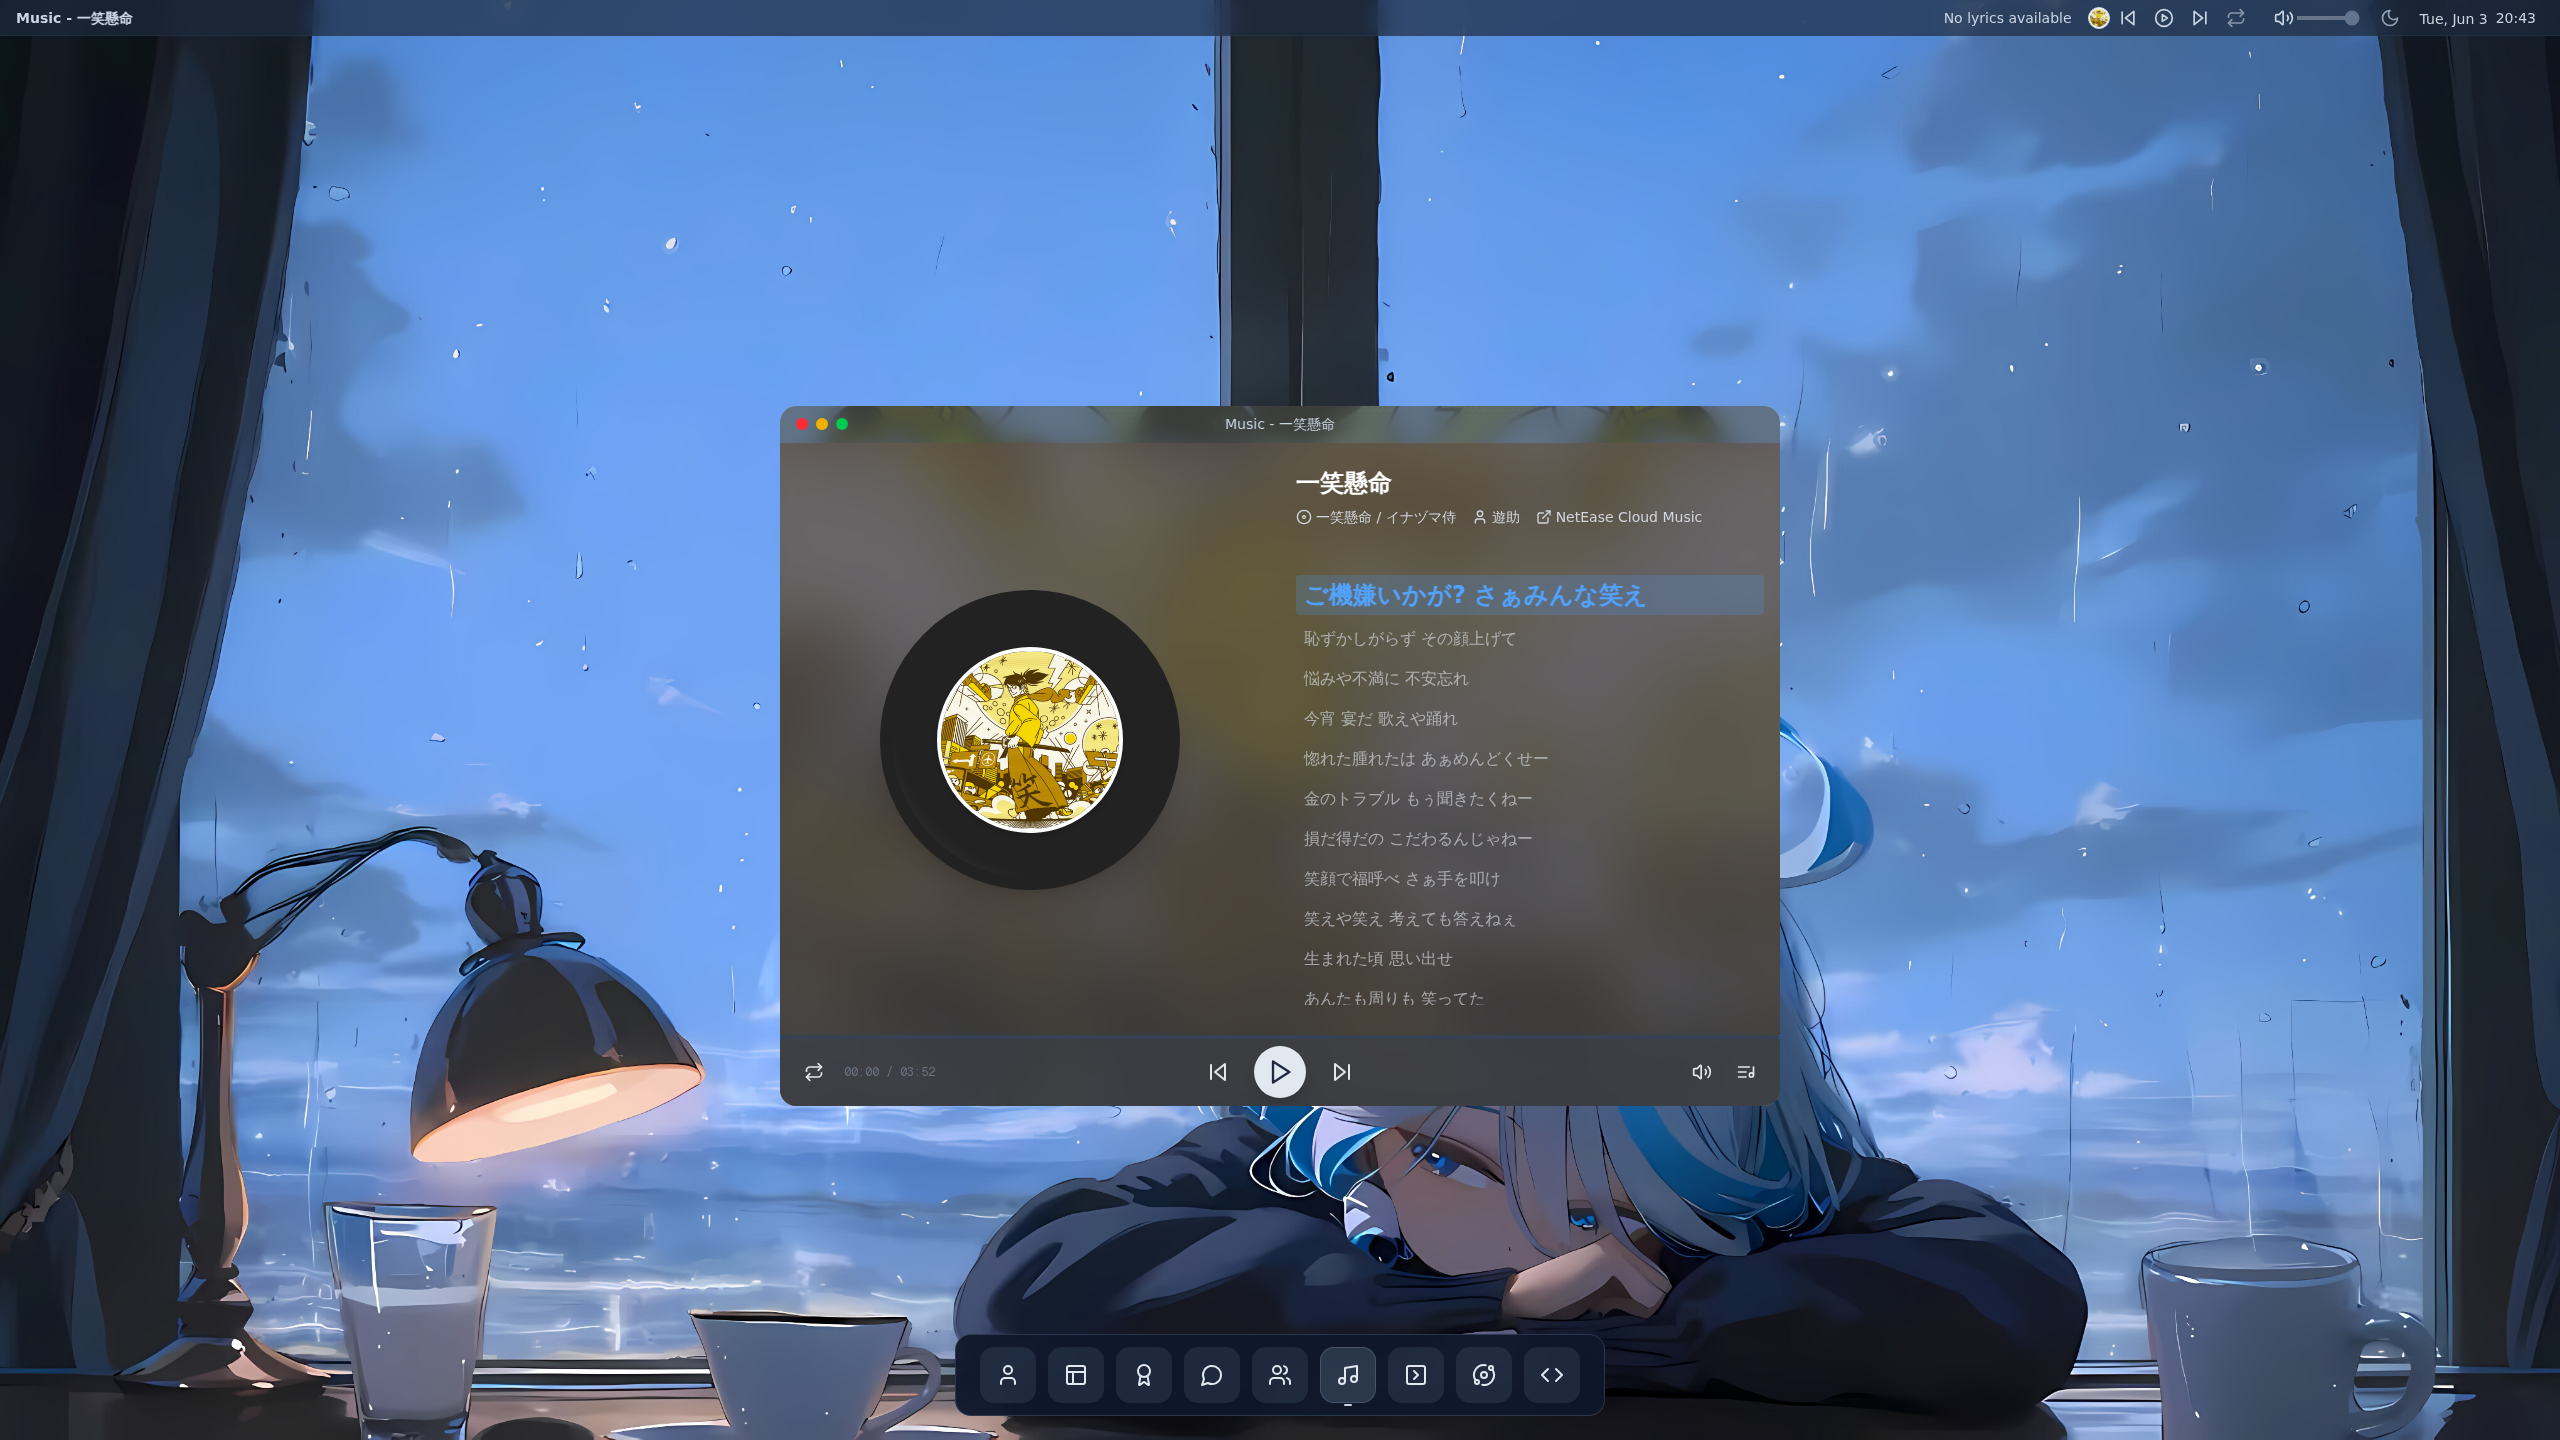 Music - 一笑懸命
No lyrics available
Tue, Jun 3 20:43
Music - 一笑懸命
一笑懸命
一笑懸命 / イナヅマ侍 遊助 NetEase Cloud Music
ご機嫌いかが? さぁみんな笑え
恥ずかしがらず その顔上げて
悩みや不満に 不安忘れ
今宵 宴だ 歌えや踊れ
惚れた腫れたは あぁめんどくせー
金のトラブル もぅ聞きたくねー
損だ得だの こだわるんじゃねー
笑顔で福呼べ さぁ手を叩け
笑えや笑え 考えても答えねぇ
生まれた頃 思い出せ
あんたも周りも 笑ってた
笑
00:00 / 03:52